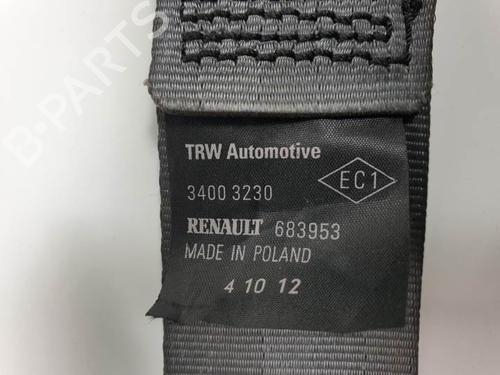 B-PARTS
TRW Automotive
3400 3230
EC1
RENAULT 683953
MADE IN POLAND
4 10 12